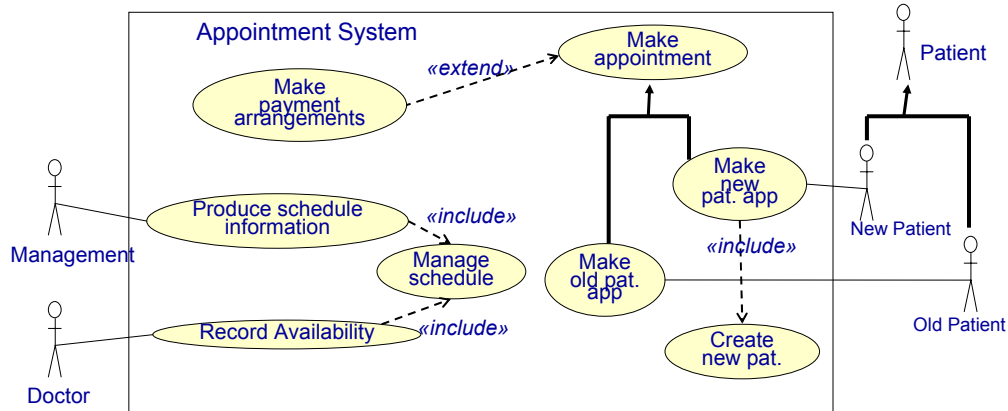 Appointment System
Make
appointment
Patient
«extend»
Make
payment
arrangements
Make
new
pat. app
New Patient
Produce schedule
information
«include»
Management
«include»
Manage
schedule
Make
old pat.
app
Record Availability
«include»
Old Patient
Create
new pat.
Doctor